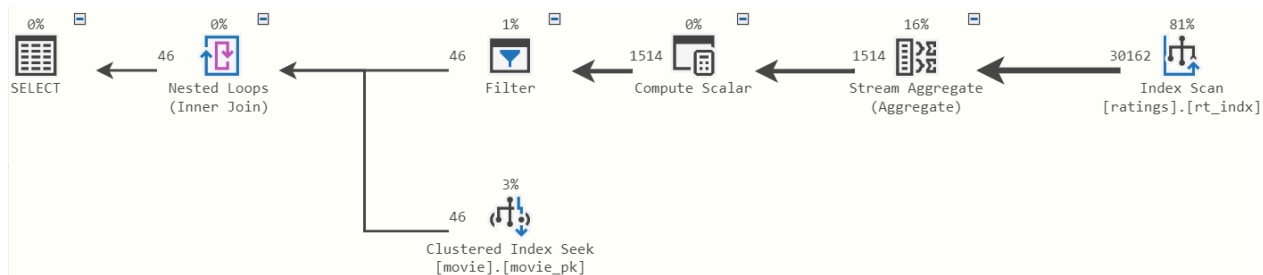 0% 0% 1% 0% 16% 81%
46 46 1514 1514 30162
SELECT Nested Loops Filter Compute Scalar Stream Aggregate Index Scan
(Inner Join) (Aggregate) [ratings].[rt_indx]
3%
46
Clustered Index Seek
[movie].[movie_pk]